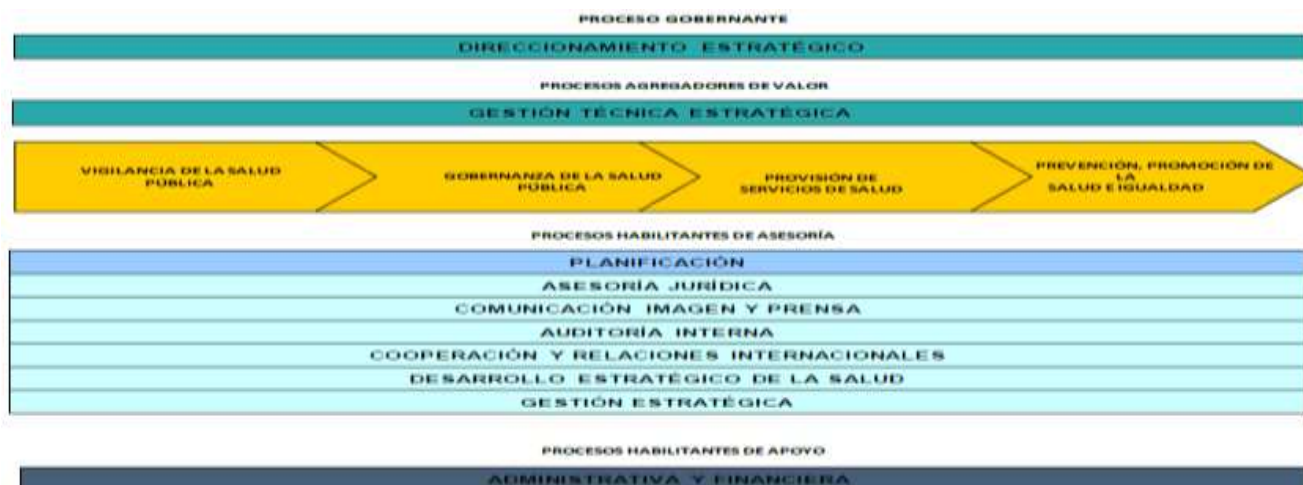 PROCESO GOBERNANTE
DIRECCIONAMIENTO ESTRATÉGICO
PROCESOS AGREGADORES DE VALOR
GESTIÓN TÉCNICA ESTRATÉGICA
VIGILANCIA DE LA SALUD
PÚBLICA
GOBERNANZA DE LA SALUD
PÚBLICA
PROVISIÓN DE
SERVICIOS DE SALUD
PREVENCIÓN, PROMOCIÓN DE
LA
SALUD E IGUALDAD
PROCESOS HABILITANTES DE ASESORÍA
PLANIFICACIÓN
ASESORÍA JURÍDICA
COMUNICACIÓN IMAGEN Y PRENSA
AUDITORÍA INTERNA
COOPERACIÓN Y RELACIONES INTERNACIONALES
DESARROLLO ESTRATÉGICO DE LA SALUD
GESTIÓN ESTRATÉGICA
PROCESOS HABILITANTES DE APOYO
ADMINISTRATIVA Y FINANCIERA